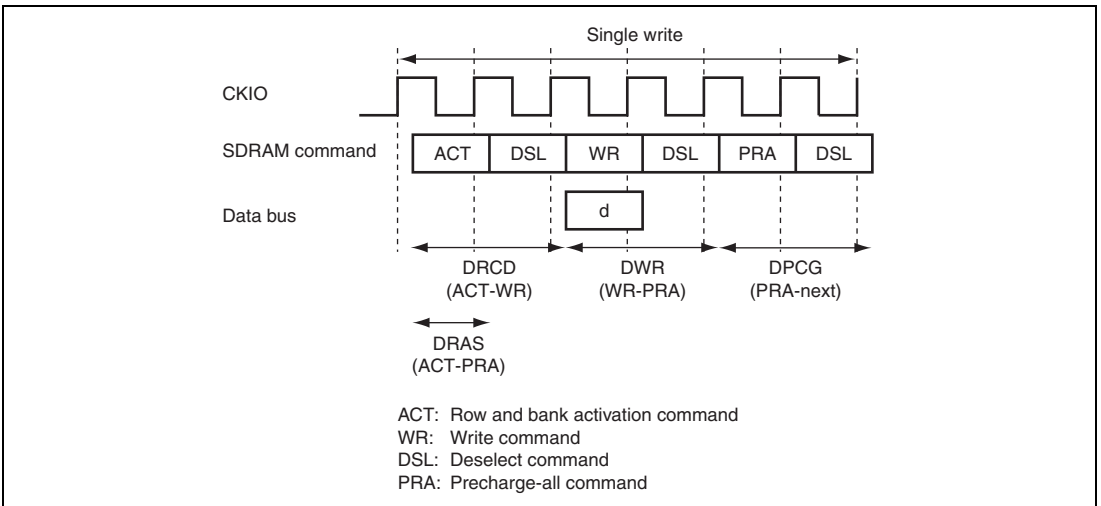 Single write
CKIO
SDRAM command ACT DSL WR DSL PRA DSL
Data bus d
DRCD DWR DPCG
(ACT-WR) (WR-PRA) (PRA-next)
DRAS
(ACT-PRA)
ACT: Row and bank activation command
WR: Write command
DSL: Deselect command
PRA: Precharge-all command